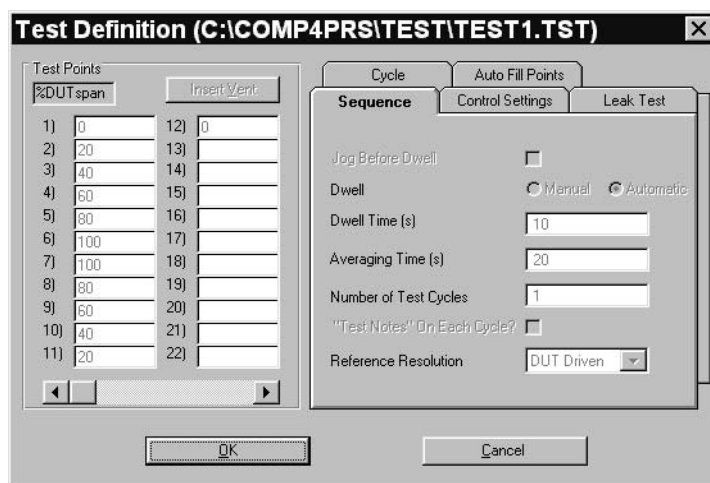 Test Definition (C:\COMP4PRS\TEST\TEST1.TST)
Test Points
%DUTspan
Insert Vent
1) 0
2) 20
3) 40
4) 60
5) 80
6) 100
7) 100
8) 80
9) 60
10) 40
11) 20
12) 0
13)
14)
15)
16)
17)
18)
19)
20)
21)
22)
Cycle
Auto Fill Points
Sequence
Control Settings
Leak Test
Jog Before Dwell
Dwell Manual Automatic
Dwell Time (s) 10
Averaging Time (s) 20
Number of Test Cycles 1
"Test Notes" On Each Cycle?
Reference Resolution DUT Driven
OK
Cancel